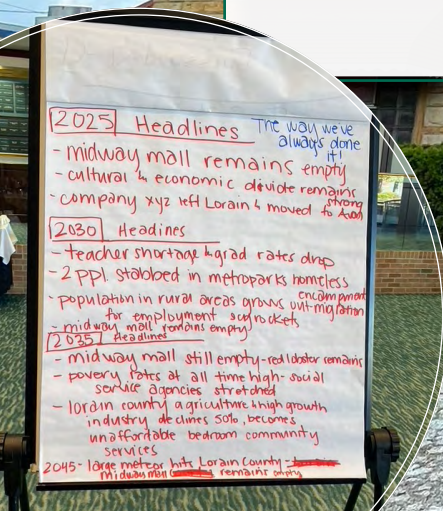 2025 Headlines
The way we've
always done
it!
- midway mall remains empty
- cultural & economic divide remains
strong
- company xyz left Lorain & moved to Avon
2030 Headines
- teacher shortage & grad rates drop
- 2 ppl stabbed in metroparks homeless
encampment
- population in rural areas grows out-migration
for employment skyrockets
- midway mall remains empty
2035 Headlines
- midway mall still empty - red lobster remains
- povery rates at all time high - social
service agencies stretched
- lorain county agriculture & high growth
industry declines 50%, becomes
unaffordable bedroom community
services
2045 - large meteor hits Lorain County -
midway mall remains empty